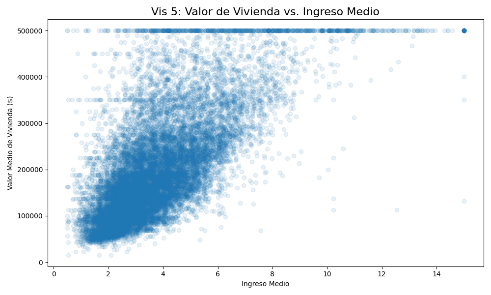 Vis 5: Valor de Vivienda vs. Ingreso Medio
Valor Medio de Vivienda ($)
500000
400000
300000
200000
100000
0
0 2 4 6 8 10 12 14
Ingreso Medio